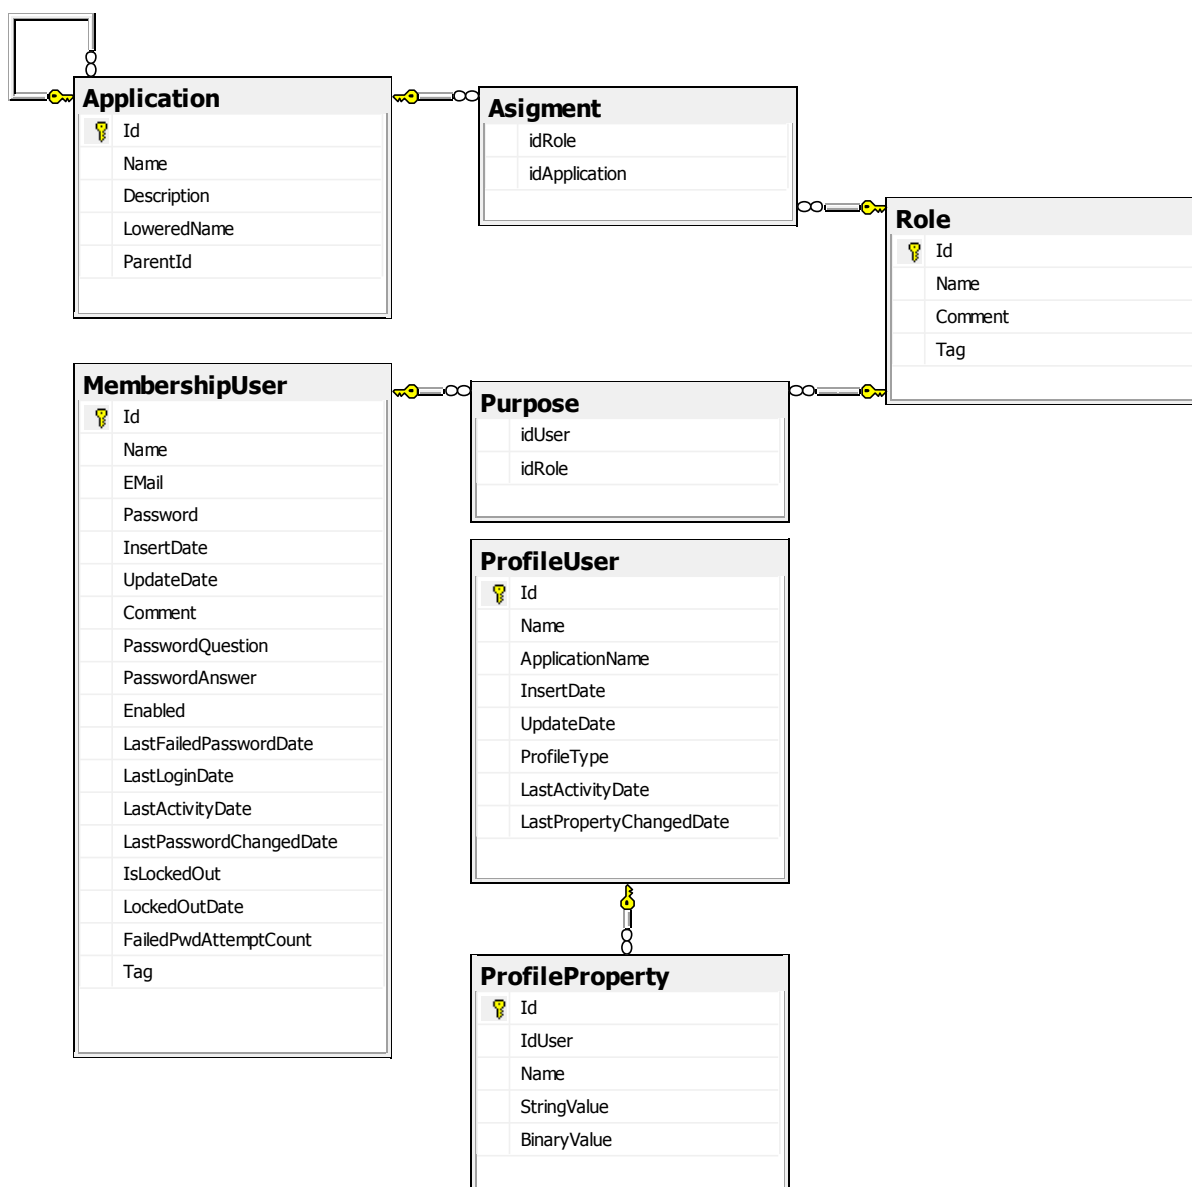 Application
Id
Name
Description
LoweredName
ParentId
Asigment
idRole
idApplication
Role
Id
Name
Comment
Tag
MembershipUser
Id
Name
EMail
Password
InsertDate
UpdateDate
Comment
PasswordQuestion
PasswordAnswer
Enabled
LastFailedPasswordDate
LastLoginDate
LastActivityDate
LastPasswordChangedDate
IsLockedOut
LockedOutDate
FailedPwdAttemptCount
Tag
Purpose
idUser
idRole
ProfileUser
Id
Name
ApplicationName
InsertDate
UpdateDate
ProfileType
LastActivityDate
LastPropertyChangedDate
ProfileProperty
Id
IdUser
Name
StringValue
BinaryValue